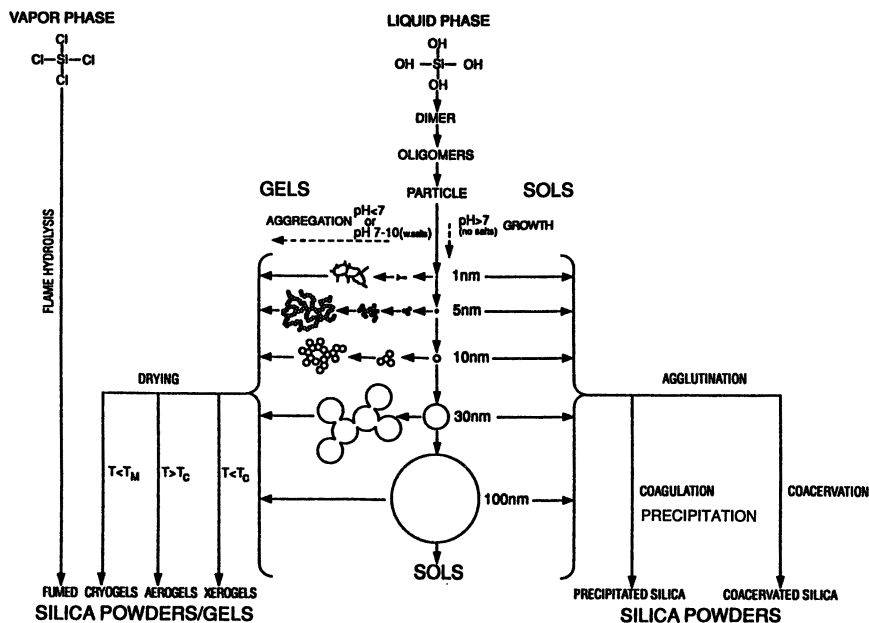 VAPOR PHASE
Cl
Cl—Si—Cl
Cl
LIQUID PHASE
OH
OH—Si—OH
OH
DIMER
OLIGOMERS
PARTICLE
GELS
SOLS
AGGREGATION pH<7
or
pH 7-10(w.salts)
pH>7
(no salts)
GROWTH
FLAME HYDROLYSIS
1nm
5nm
10nm
30nm
100nm
SOLS
DRYING
T<TM
T>TC
T<TC
AGGLUTINATION
COAGULATION
PRECIPITATION
COACERVATION
FUMED CRYOGELS AEROGELS XEROGELS
SILICA POWDERS/GELS
PRECIPITATED SILICA COACERVATED SILICA
SILICA POWDERS